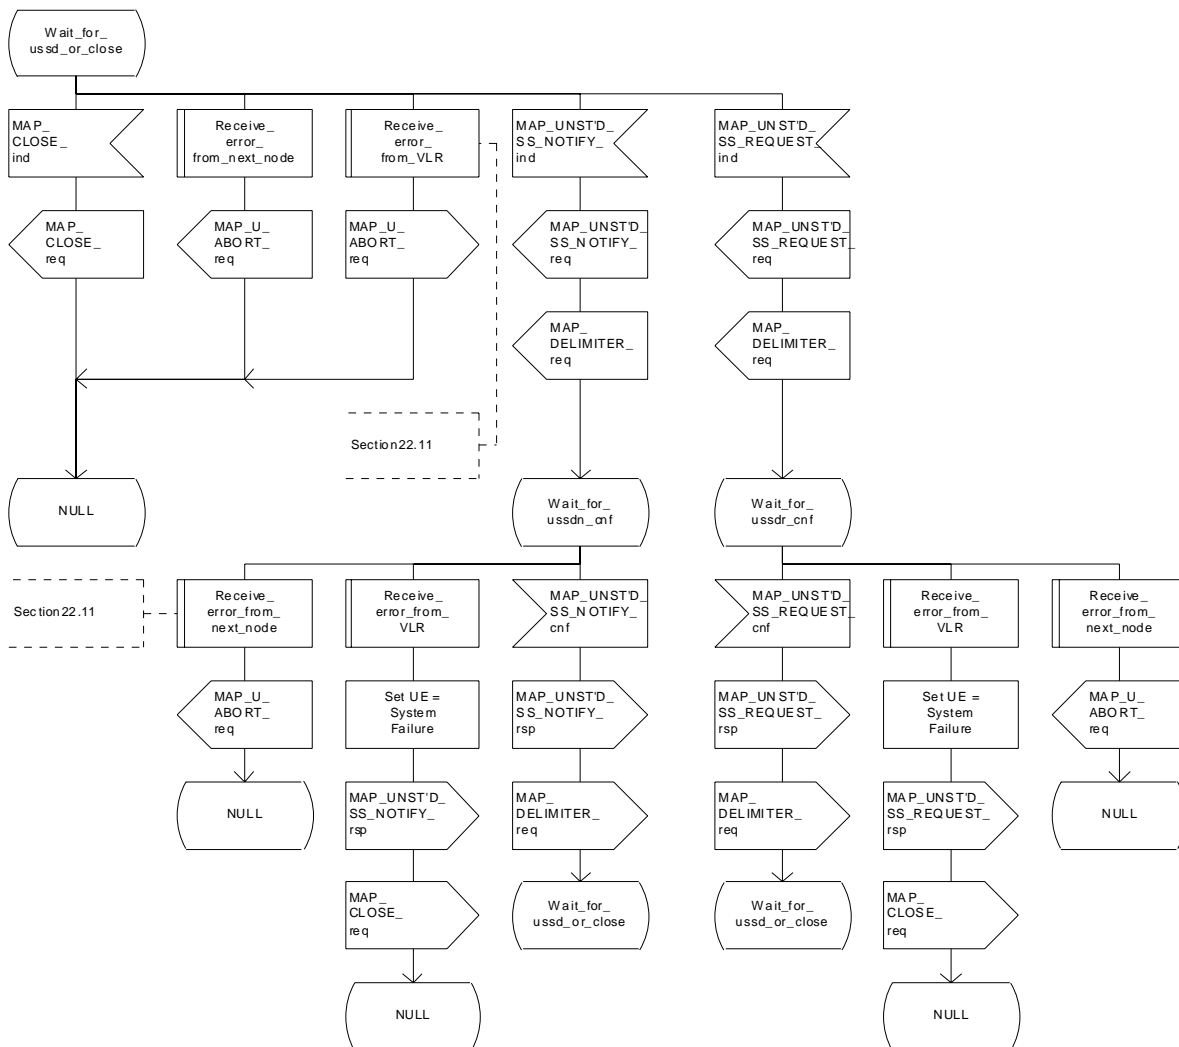 Wait_for_
ussd_or_close
MAP_
CLOSE_
ind
Receive_
error_
from_next_node
Receive_
error_
from_VLR
MAP_UNST'D_
SS_NOTIFY_
ind
MAP_UNST'D_
SS_REQUEST_
ind
MAP_
CLOSE_
req
MAP_U_
ABORT_
req
MAP_U_
ABORT_
req
MAP_UNST'D_
SS_NOTIFY_
req
MAP_UNST'D_
SS_REQUEST_
req
MAP_
DELIMITER_
req
MAP_
DELIMITER_
req
Section22.11
NULL
Wait_for_
ussdn_cnf
Wait_for_
ussdr_cnf
Section22.11
Receive_
error_from_
next_node
Receive_
error_from_
VLR
MAP_UNST'D_
SS_NOTIFY_
cnf
MAP_UNST'D_
SS_REQUEST_
cnf
Receive_
error_from_
VLR
Receive_
error_from_
next_node
MAP_U_
ABORT_
req
Set UE =
System
Failure
MAP_UNST'D_
SS_NOTIFY_
rsp
MAP_UNST'D_
SS_REQUEST_
rsp
Set UE =
System
Failure
MAP_U_
ABORT_
req
NULL
MAP_UNST'D_
SS_NOTIFY_
rsp
MAP_
DELIMITER_
req
MAP_
DELIMITER_
req
MAP_UNST'D_
SS_REQUEST_
rsp
NULL
MAP_
CLOSE_
req
Wait_for_
ussd_or_close
Wait_for_
ussd_or_close
MAP_
CLOSE_
req
NULL
NULL